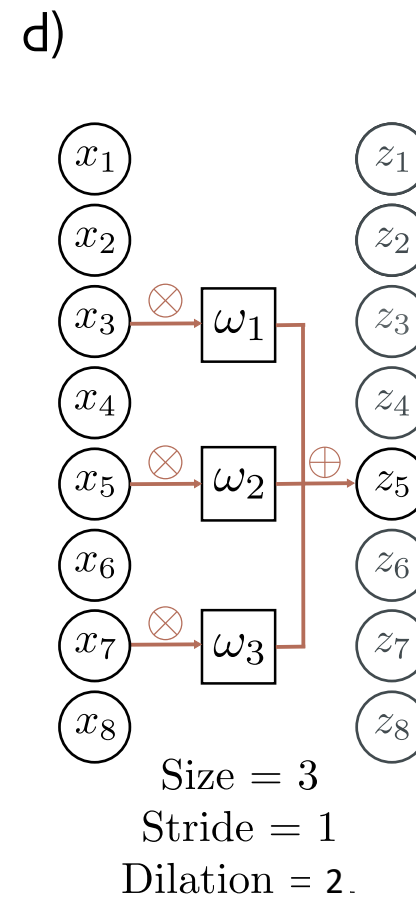 d)
x₁ z₁
x₂ z₂
⊗
x₃ ω₁ z₃
x₄ z₄
⊗ ⊕
x₅ ω₂ z₅
x₆ z₆
⊗
x₇ ω₃ z₇
x₈ z₈
Size = 3
Stride = 1
Dilation = 2.